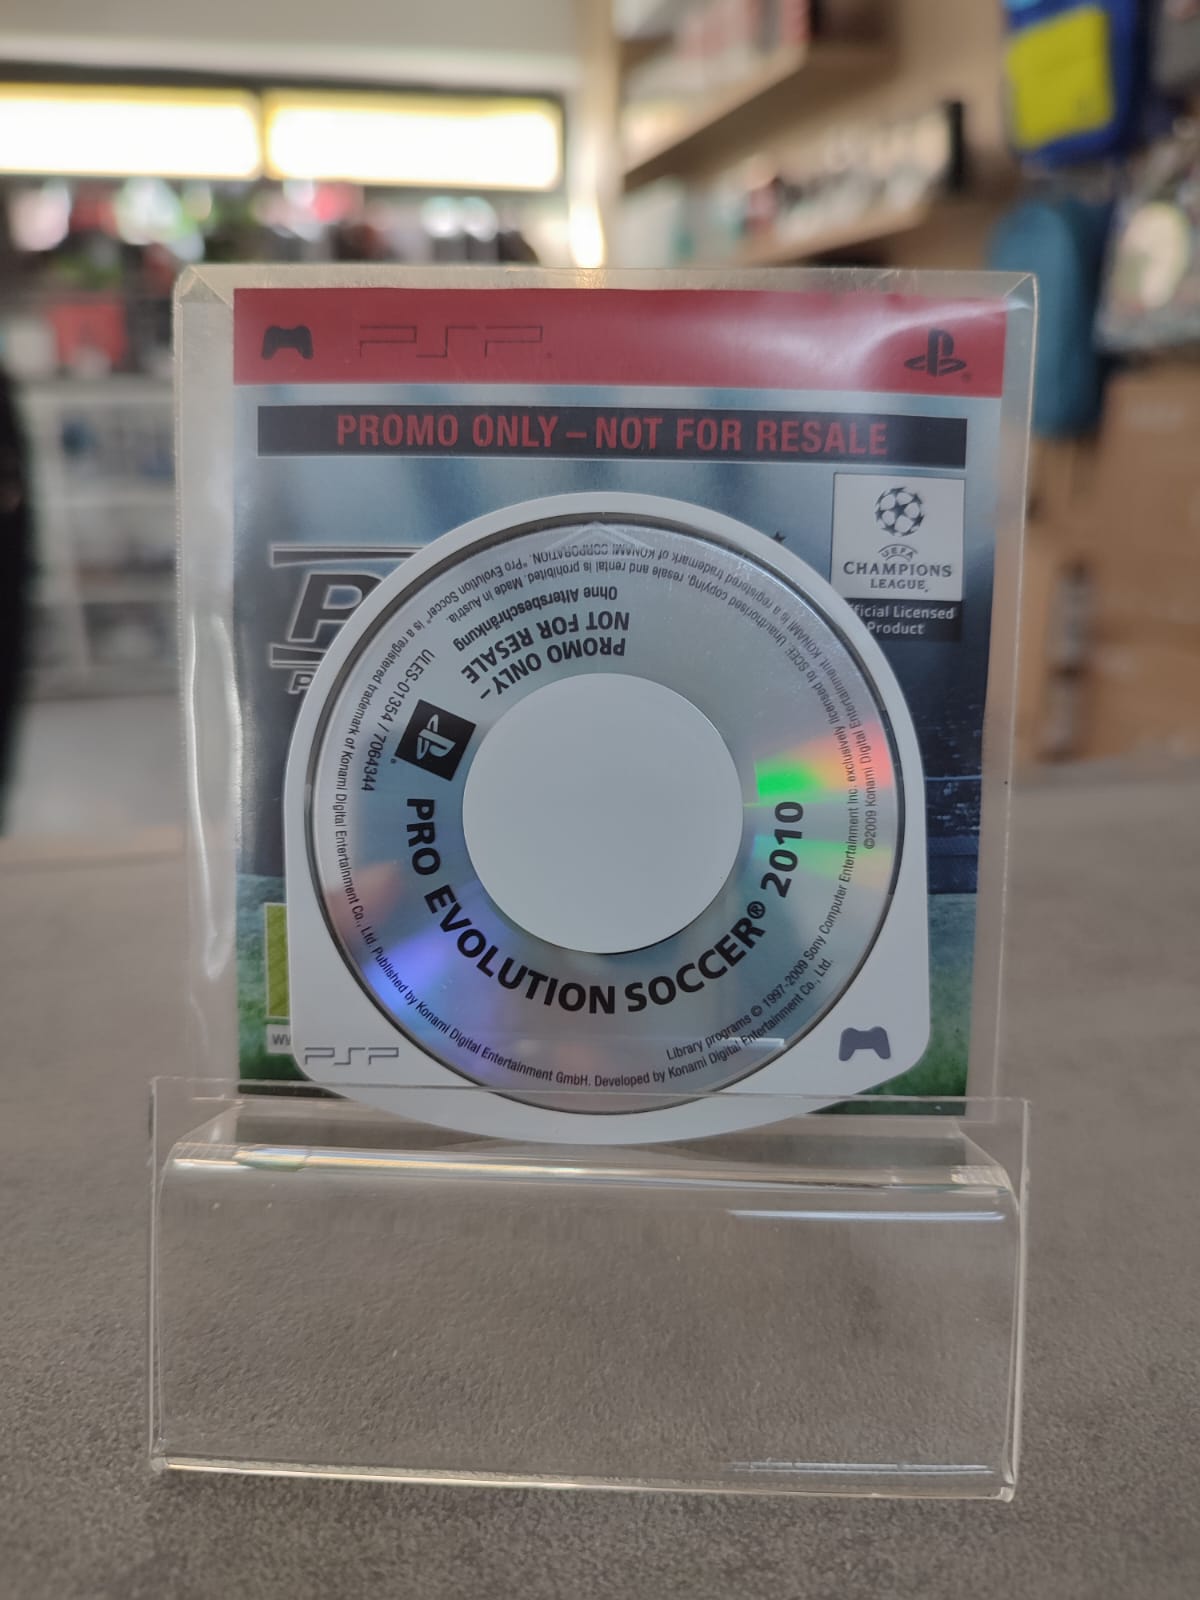 PSP
PROMO ONLY – NOT FOR RESALE
UEFA
CHAMPIONS
LEAGUE
Official Licensed
Product
P
PROMO ONLY –
NOT FOR RESALE
Ohne Altersbeschränkung
ULES-01354 / 7064344
PRO EVOLUTION SOCCER® 2010
Library programs © 1997-2009 Sony Computer Entertainment Inc. exclusively licensed to SCEE. Unauthorised copying, resale and rental is prohibited. Made in Austria.
"Pro Evolution Soccer" is a registered trademark of Konami Digital Entertainment Co., Ltd. Published by Konami Digital Entertainment GmbH. Developed by Konami Digital Entertainment Co., Ltd.
KONAMI is a registered trademark of KONAMI CORPORATION.
©2009 Konami Digital Entertainment
PSP